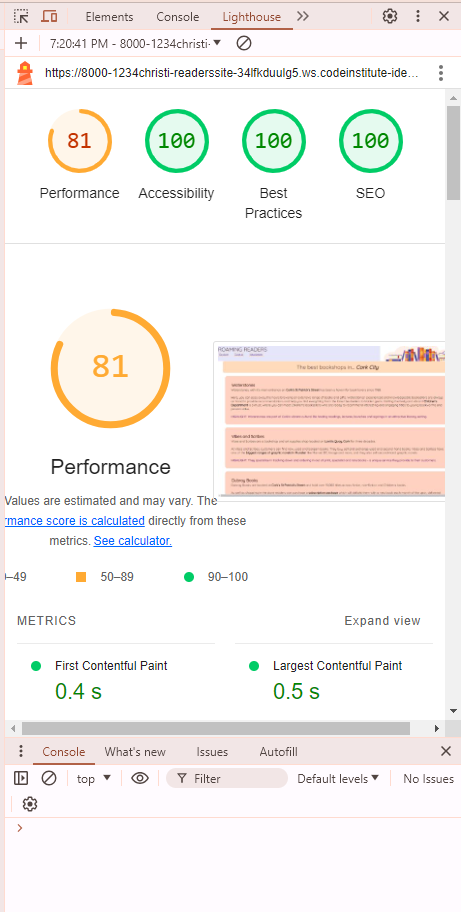 Elements Console Lighthouse
7:20:41 PM - 8000-1234christi-
https://8000-1234christi-readerssite-34lfkduulg5.ws.codeinstitute-ide...
81 100 100 100
Performance Accessibility Best Practices SEO
81
ROAMING READERS
The best bookshops in... Cork City
Vibes and Scribes
Performance
Values are estimated and may vary. The
rmance score is calculated directly from these
metrics. See calculator.
–49 50–89 90–100
METRICS Expand view
First Contentful Paint Largest Contentful Paint
0.4 s 0.5 s
Console What's new Issues Autofill
top Filter Default levels No Issues